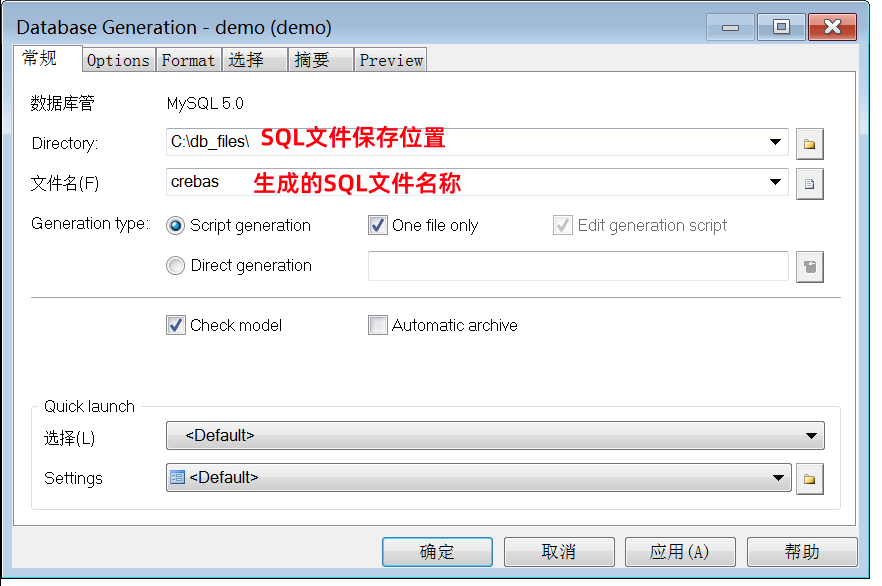 Database Generation - demo (demo)
常规 Options Format 选择 摘要 Preview
数据库管 MySQL 5.0
Directory: C:\db_files\ SQL文件保存位置
文件名(F) crebas 生成的SQL文件名称
Generation type: Script generation One file only Edit generation script
Direct generation
Check model Automatic archive
Quick launch
选择(L) <Default>
Settings <Default>
确定 取消 应用(A) 帮助